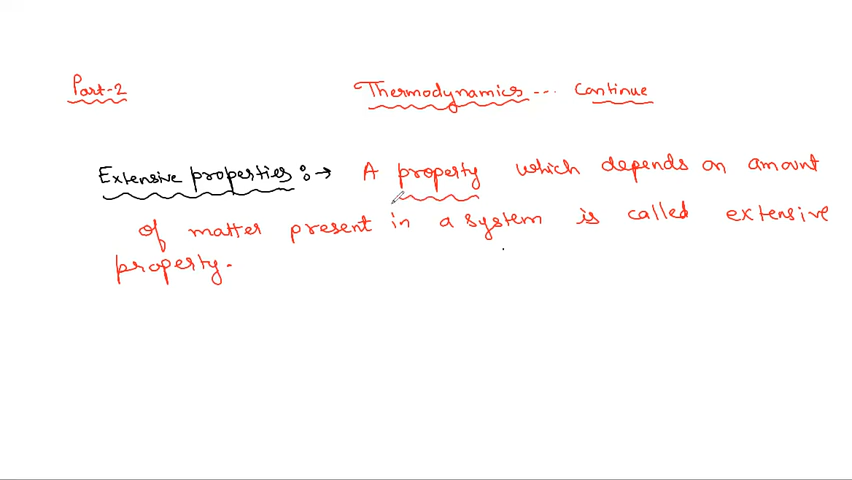 Part-2
Thermodynamics... Continue
Extensive properties :→ A property which depends on amount
of matter present in a system is called extensive
property.